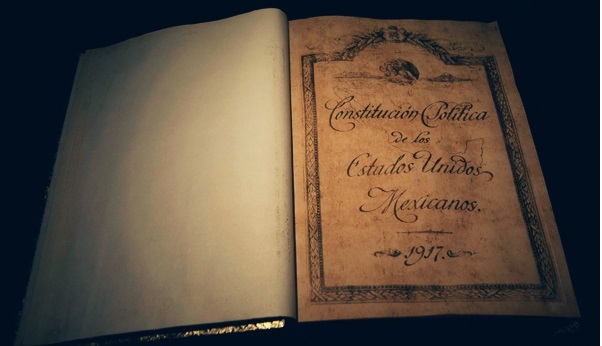 Constitución Política
de los
Estados Unidos
Mexicanos.
1917.